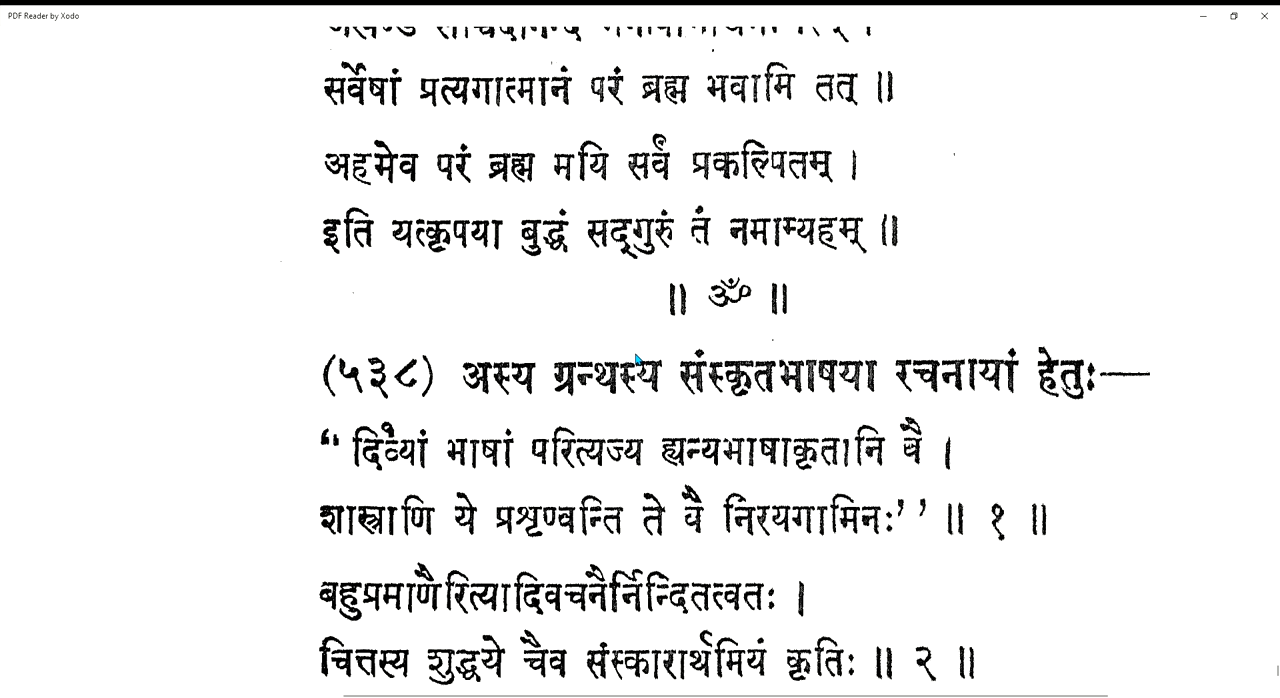 PDF Reader by Xodo
सर्वेषां प्रत्यगात्मानं परं ब्रह्म भवामि तत् ॥
अहमेव परं ब्रह्म मयि सर्वं प्रकल्पितम् ।
इति यत्कृपया बुद्धं सद्गुरुं तं नमाम्यहम् ॥
॥ ॐ ॥
(५३८) अस्य ग्रन्थस्य संस्कृतभाषया रचनायां हेतुः—
“ दिव्यां भाषां परित्यज्य ह्यन्यभाषाकृतानि वै ।
शास्त्राणि ये प्रशृण्वन्ति ते वै निरयगामिनः’’ ॥ १ ॥
बहुप्रमाणैरित्यादिवचनैर्निन्दितत्वतः ।
चित्तस्य शुद्धये चैव संस्कारार्थमियं कृतिः ॥ २ ॥